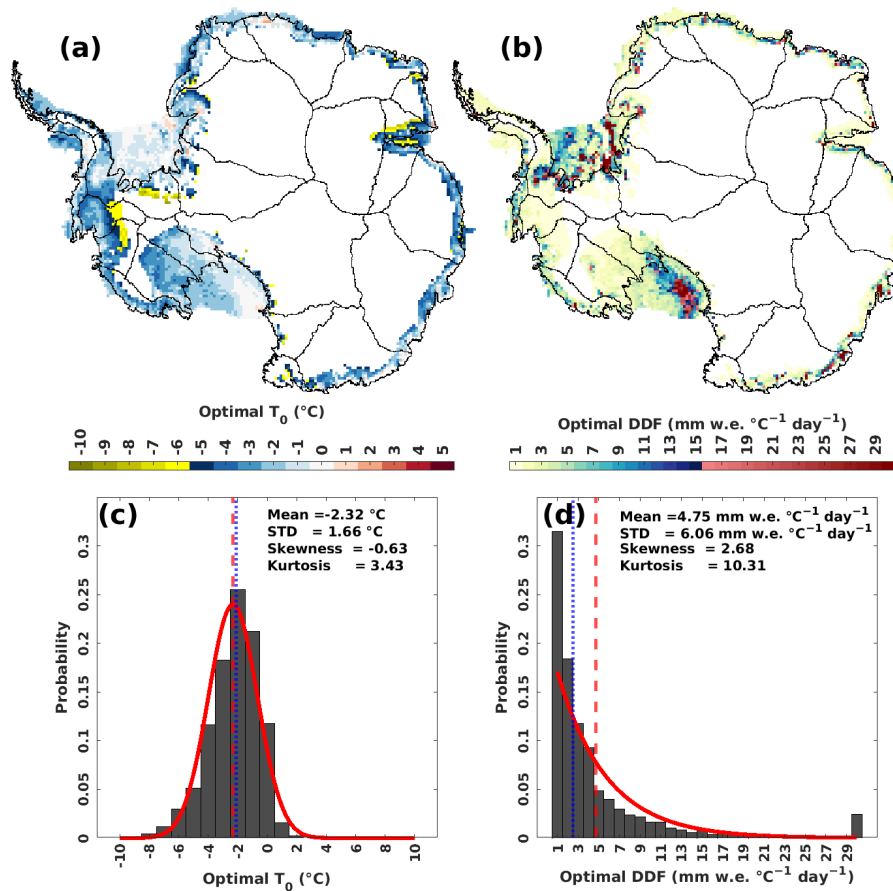 (a)
(b)
Optimal T0 (°C)
-10 -9 -8 -7 -6 -5 -4 -3 -2 -1 0 1 2 3 4 5
Optimal DDF (mm w.e. °C⁻¹ day⁻¹)
1 3 5 7 9 11 13 15 17 19 21 23 25 27 29
(c)
Mean =-2.32 °C
STD = 1.66 °C
Skewness = -0.63
Kurtosis = 3.43
Probability
0.3
0.25
0.2
0.15
0.1
0.05
0
-10 -8 -6 -4 -2 0 2 4 6 8 10
Optimal T0 (°C)
(d)
Mean =4.75 mm w.e. °C⁻¹ day⁻¹
STD = 6.06 mm w.e. °C⁻¹ day⁻¹
Skewness = 2.68
Kurtosis = 10.31
Probability
0.3
0.25
0.2
0.15
0.1
0.05
0
1 3 5 7 9 11 13 15 17 19 21 23 25 27 29
Optimal DDF (mm w.e. °C⁻¹ day⁻¹)